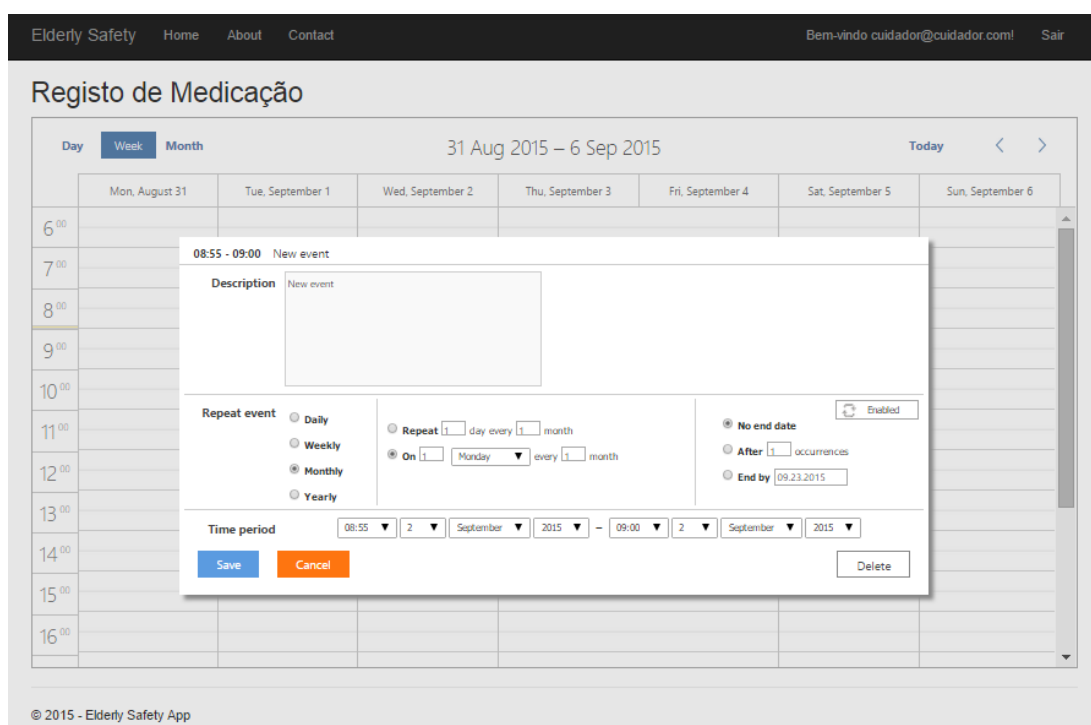 Elderly Safety Home About Contact Bem-vindo cuidador@cuidador.com! Sair
Registo de Medicação
Day Week Month 31 Aug 2015 – 6 Sep 2015 Today
Mon, August 31 Tue, September 1 Wed, September 2 Thu, September 3 Fri, September 4 Sat, September 5 Sun, September 6
6 00
7 00
8 00
9 00
10 00
11 00
12 00
13 00
14 00
15 00
16 00
08:55 - 09:00 New event
Description New event
Repeat event
Daily
Weekly
Monthly
Yearly
Repeat 1 day every 1 month
On 1 Monday ▼ every 1 month
Enabled
No end date
After 1 occurrences
End by 09.23.2015
Time period 08:55 ▼ 2 ▼ September ▼ 2015 ▼ – 09:00 ▼ 2 ▼ September ▼ 2015 ▼
Save Cancel Delete
© 2015 - Elderly Safety App